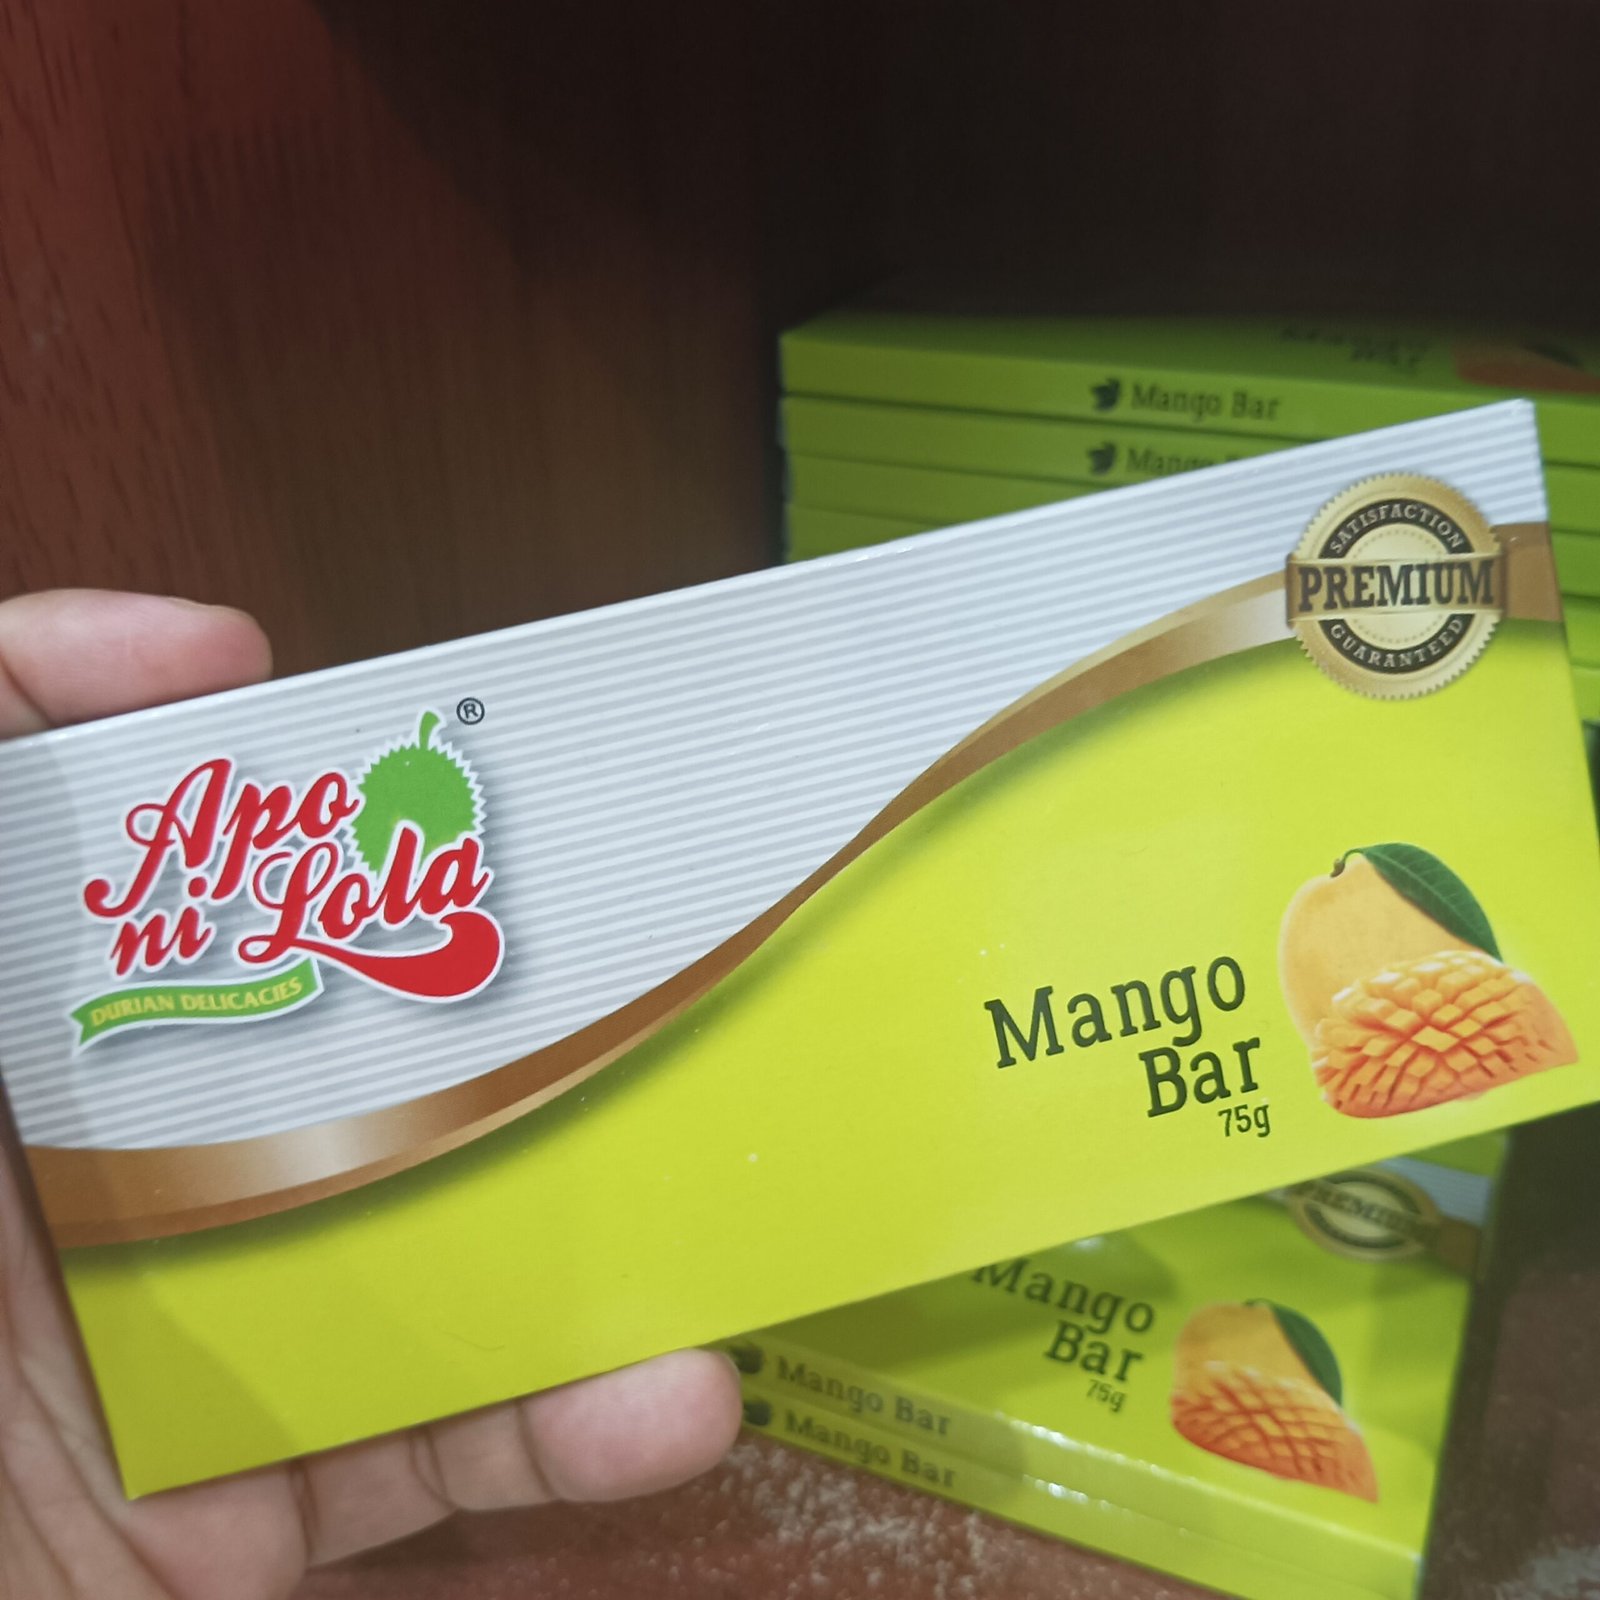 Mango Bar
Mango
SATISFACTION
PREMIUM
GUARANTEED
®
Apo
ni Lola
DURIAN DELICACIES
Mango
Bar
75g
PREMIUM
Mango
Bar
75g
Mango Bar
Mango Bar